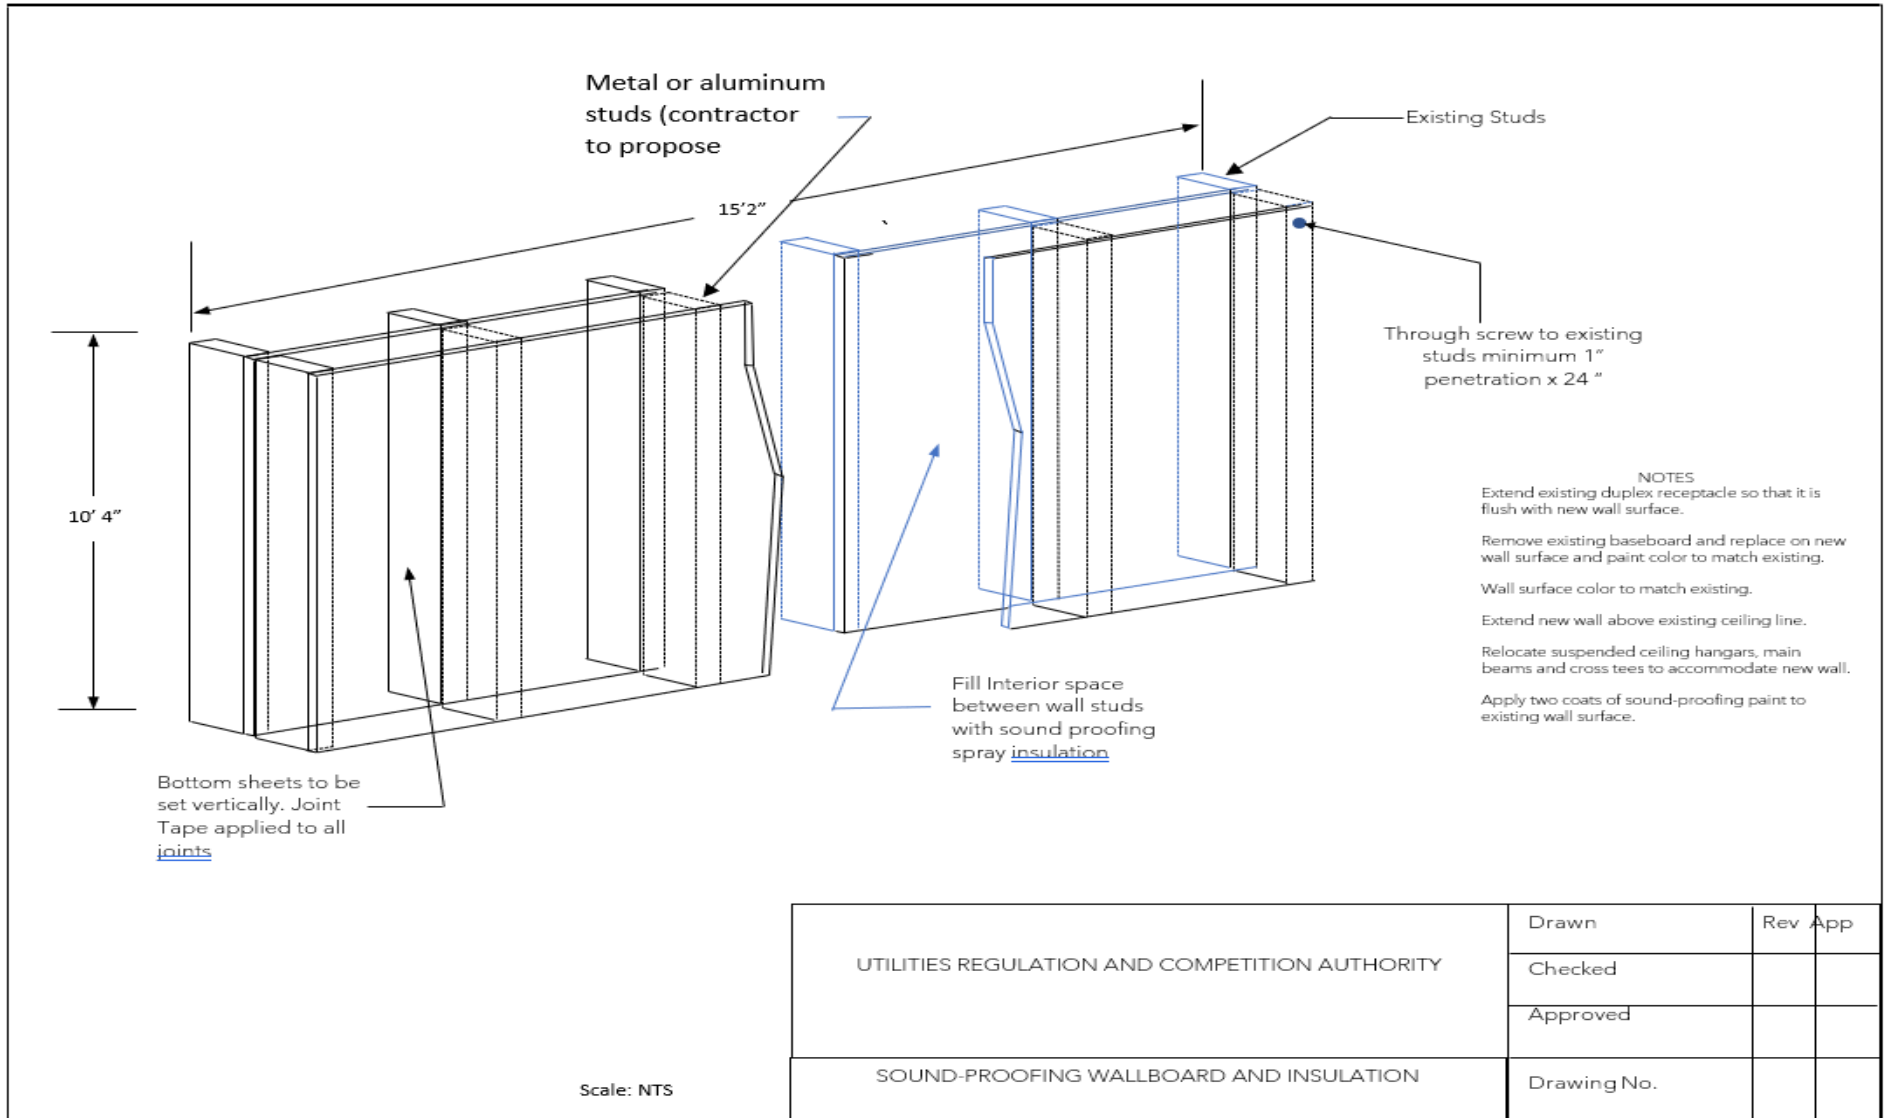 Metal or aluminum
studs (contractor
to propose
Existing Studs
15’2”
Through screw to existing
studs minimum 1”
penetration x 24 ”
10’ 4”
NOTES
Extend existing duplex receptacle so that it is
flush with new wall surface.
Remove existing baseboard and replace on new
wall surface and paint color to match existing.
Wall surface color to match existing.
Extend new wall above existing ceiling line.
Relocate suspended ceiling hangars, main
beams and cross tees to accommodate new wall.
Apply two coats of sound-proofing paint to
existing wall surface.
Fill Interior space
between wall studs
with sound proofing
spray insulation
Bottom sheets to be
set vertically. Joint
Tape applied to all
joints
UTILITIES REGULATION AND COMPETITION AUTHORITY
Drawn
Rev App
Checked
Approved
SOUND-PROOFING WALLBOARD AND INSULATION
Drawing No.
Scale: NTS